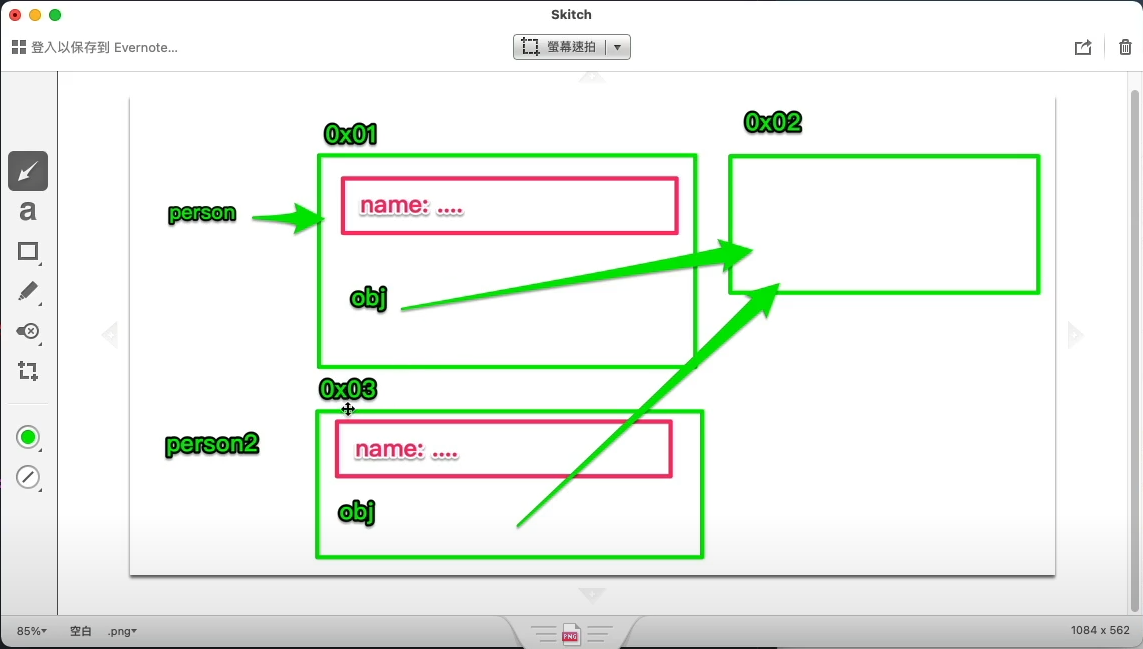 Skitch
登入以保存到 Evernote...
螢幕速拍
0x01
0x02
person
name: ....
obj
0x03
person2
name: ....
obj
a
85%
空白
.png
PNG
1084 x 562